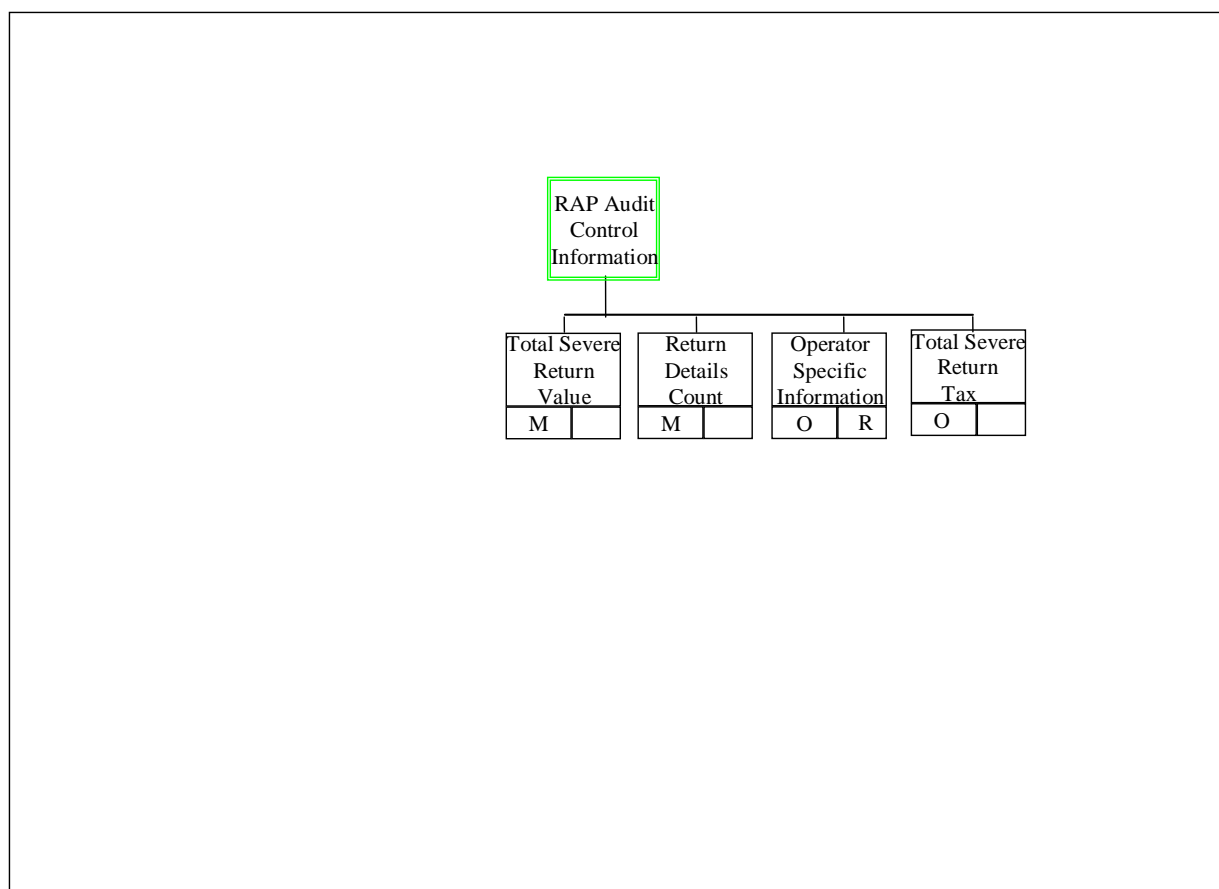 RAP Audit
Control
Information
Total Severe
Return
Value
M
Return
Details
Count
M
Operator
Specific
Information
O R
Total Severe
Return
Tax
O